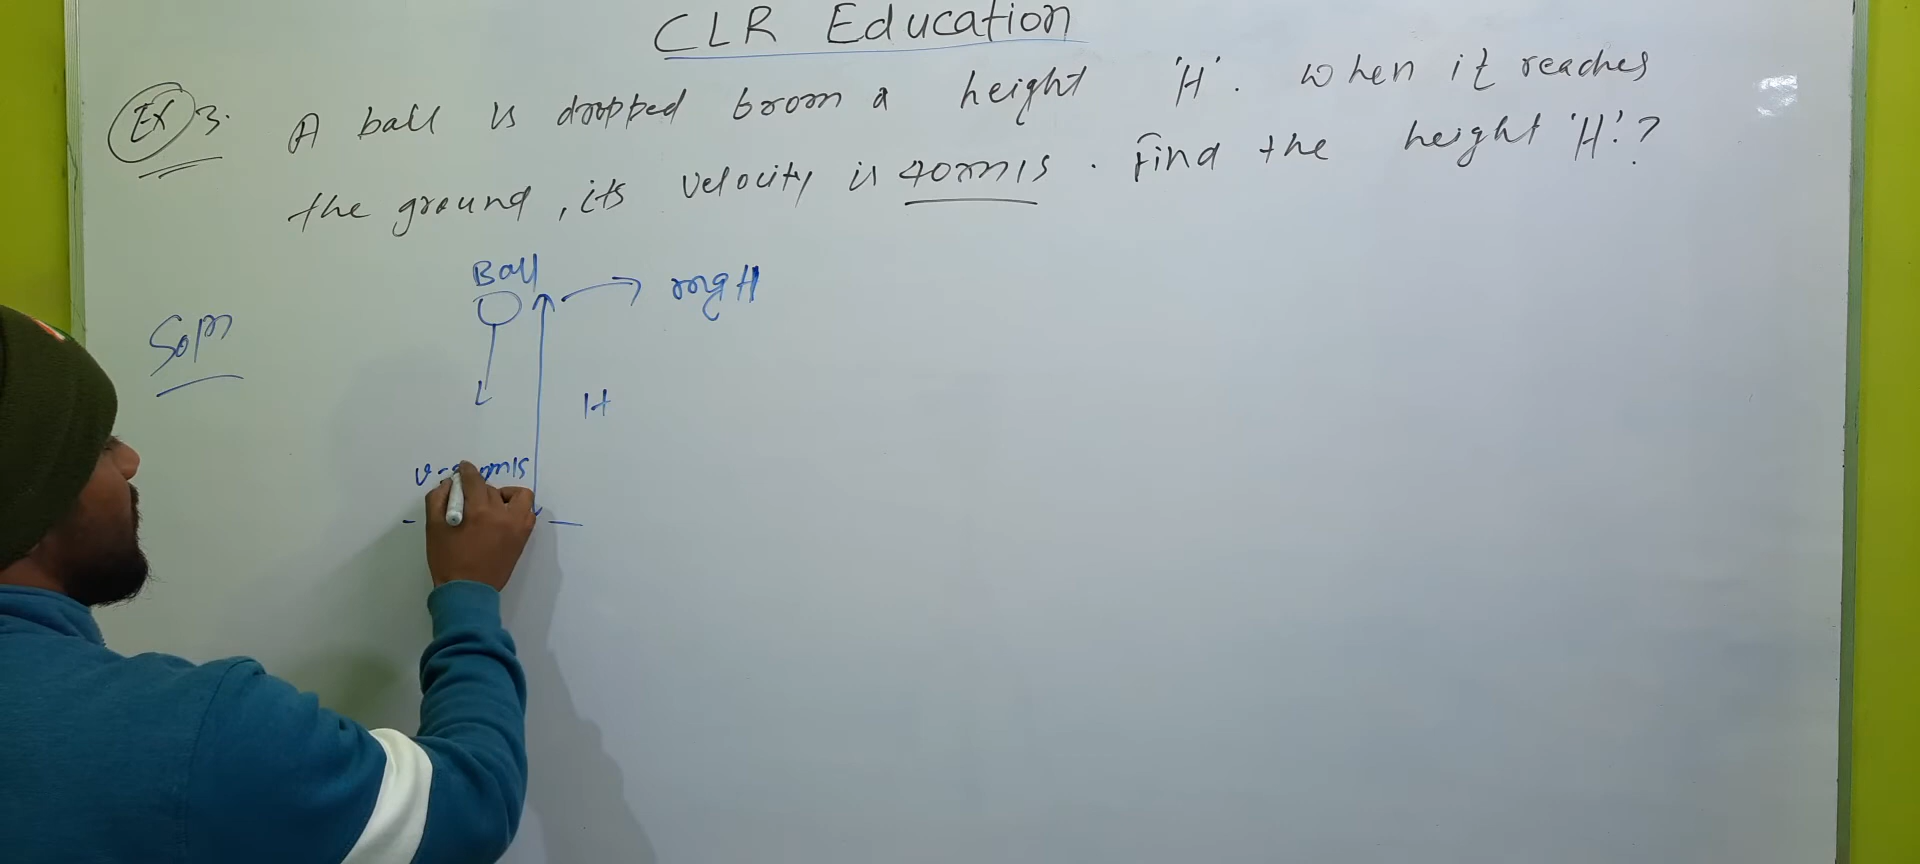 CLR Education
Ex 3. A ball is dropped from a height 'H'. When it reaches
the ground, its velocity is 40m/s. Find the height 'H'.?
Ball
mgH
Soln
H
v= m/s